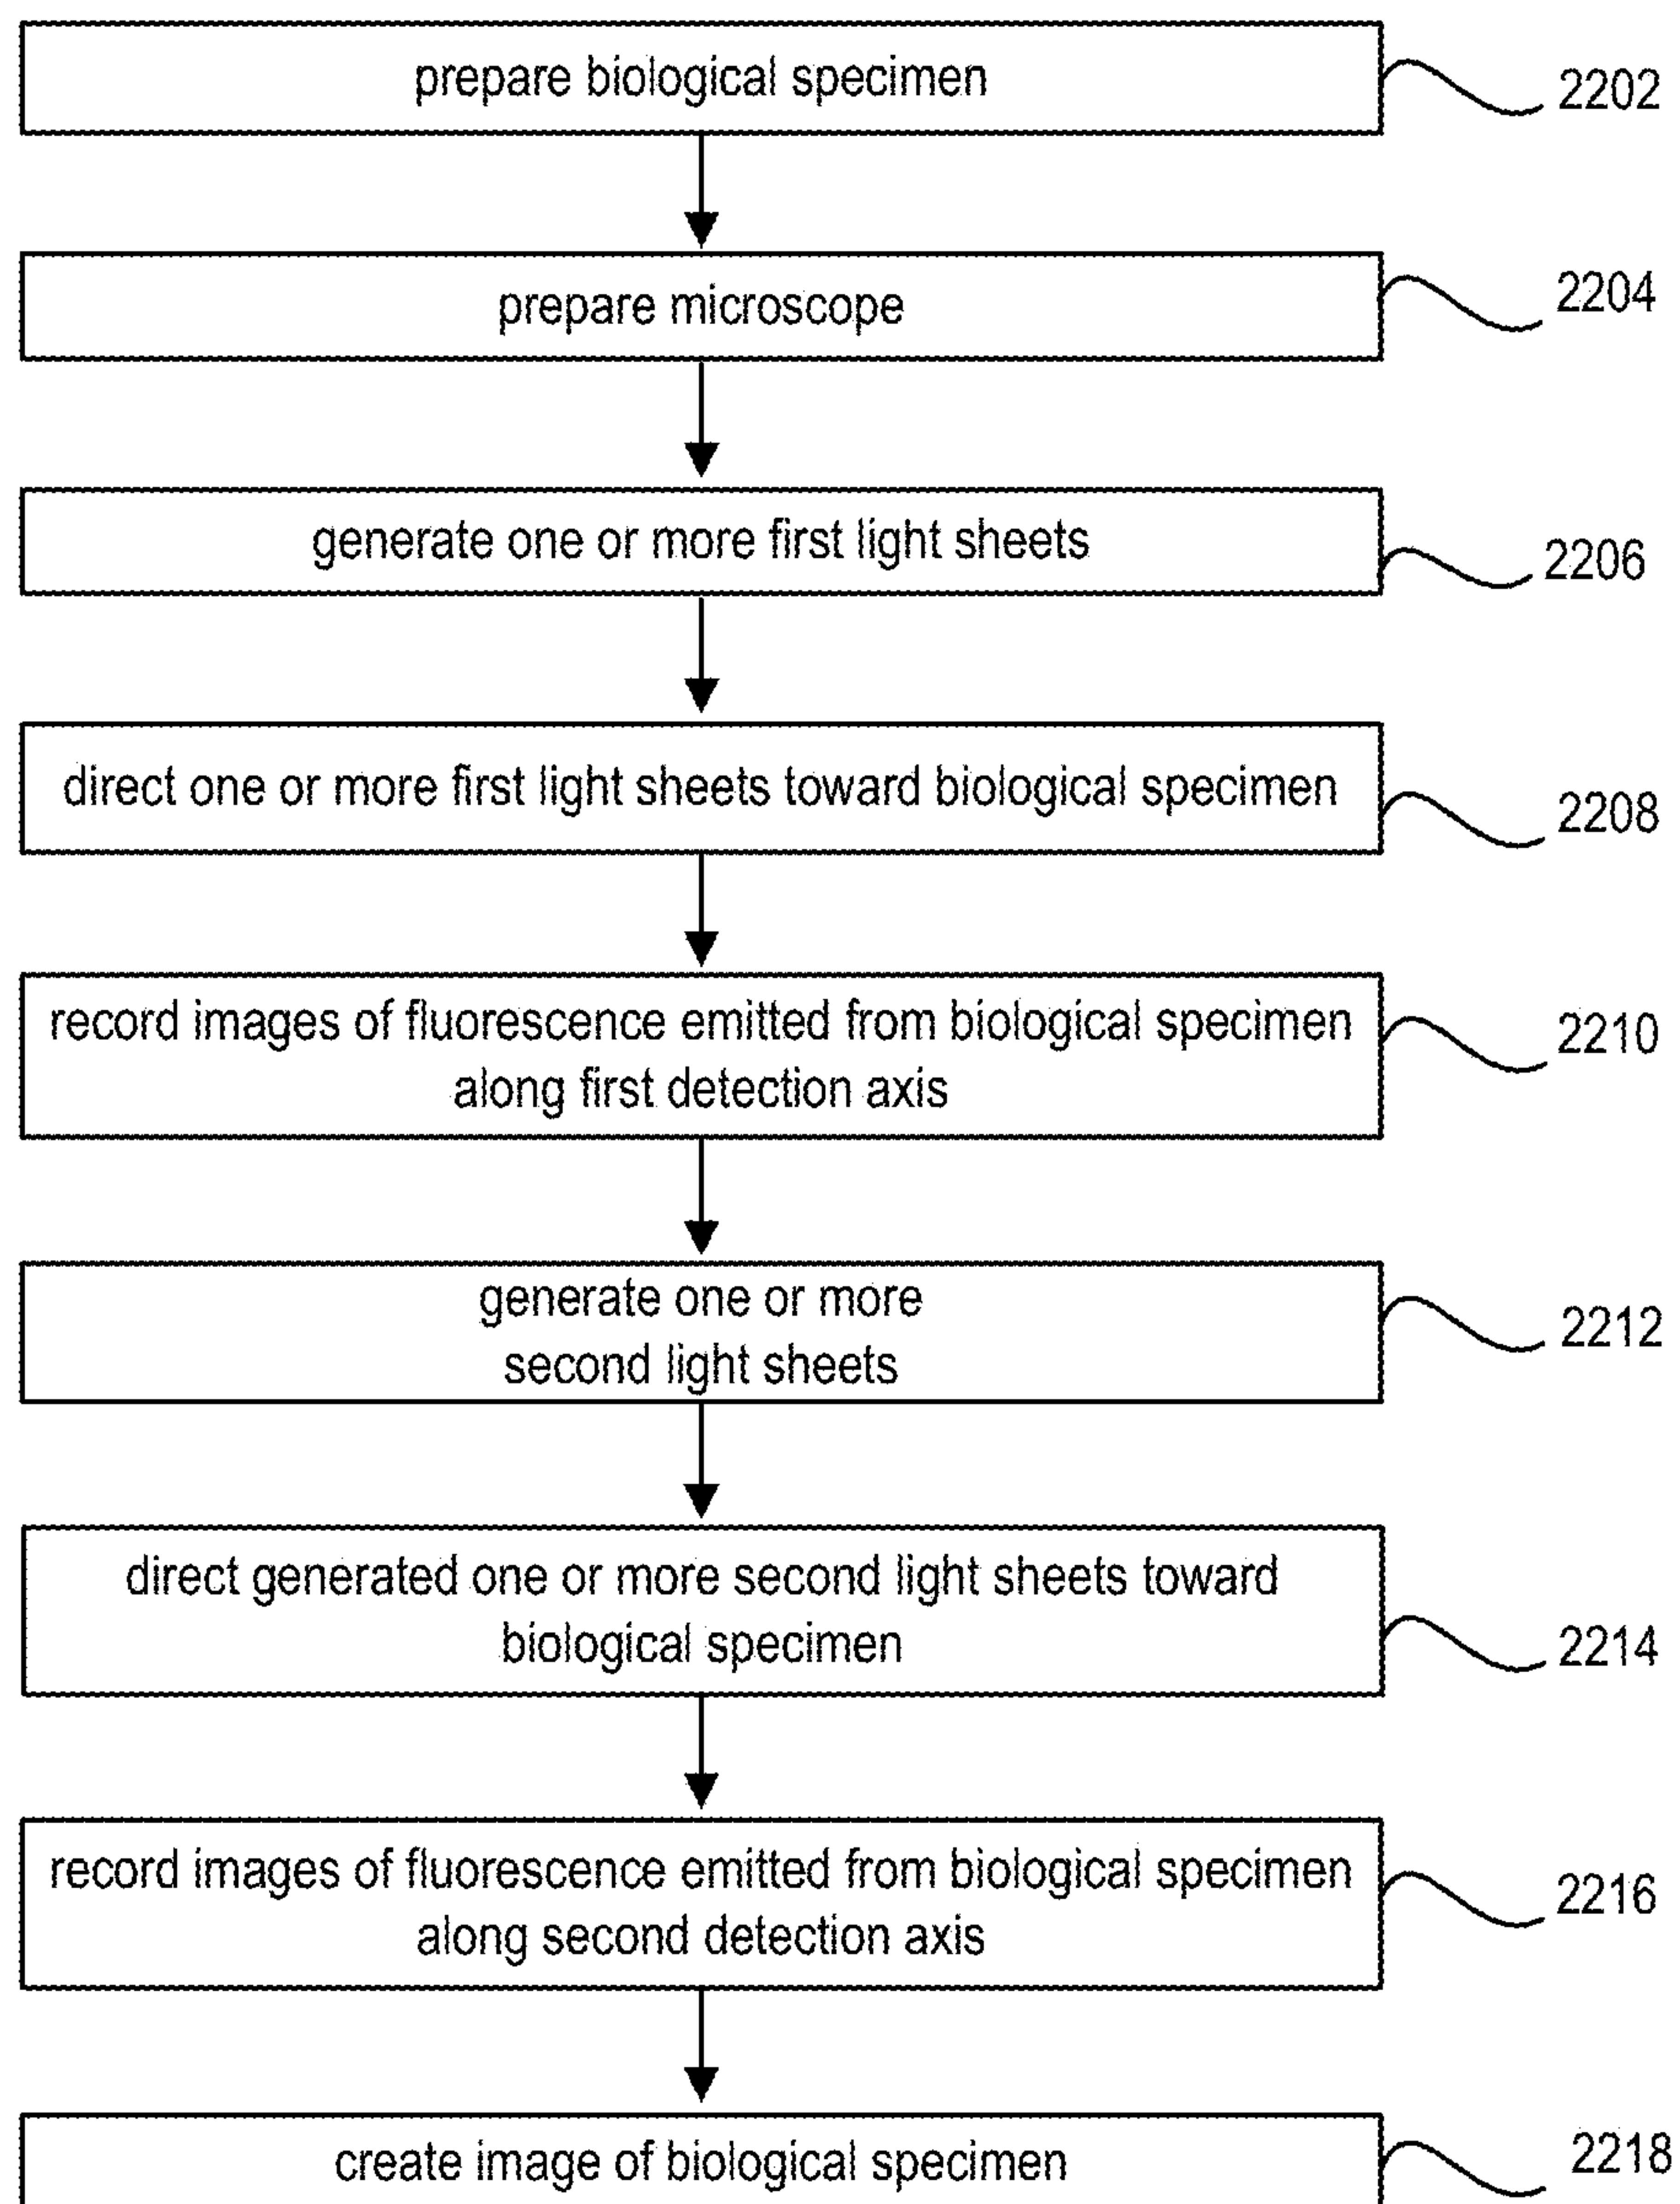 prepare biological specimen
2202
prepare microscope
2204
generate one or more first light sheets
2206
direct one or more first light sheets toward biological specimen
2208
record images of fluorescence emitted from biological specimen
along first detection axis
2210
generate one or more
second light sheets
2212
direct generated one or more second light sheets toward
biological specimen
2214
record images of fluorescence emitted from biological specimen
along second detection axis
2216
create image of biological specimen
2218